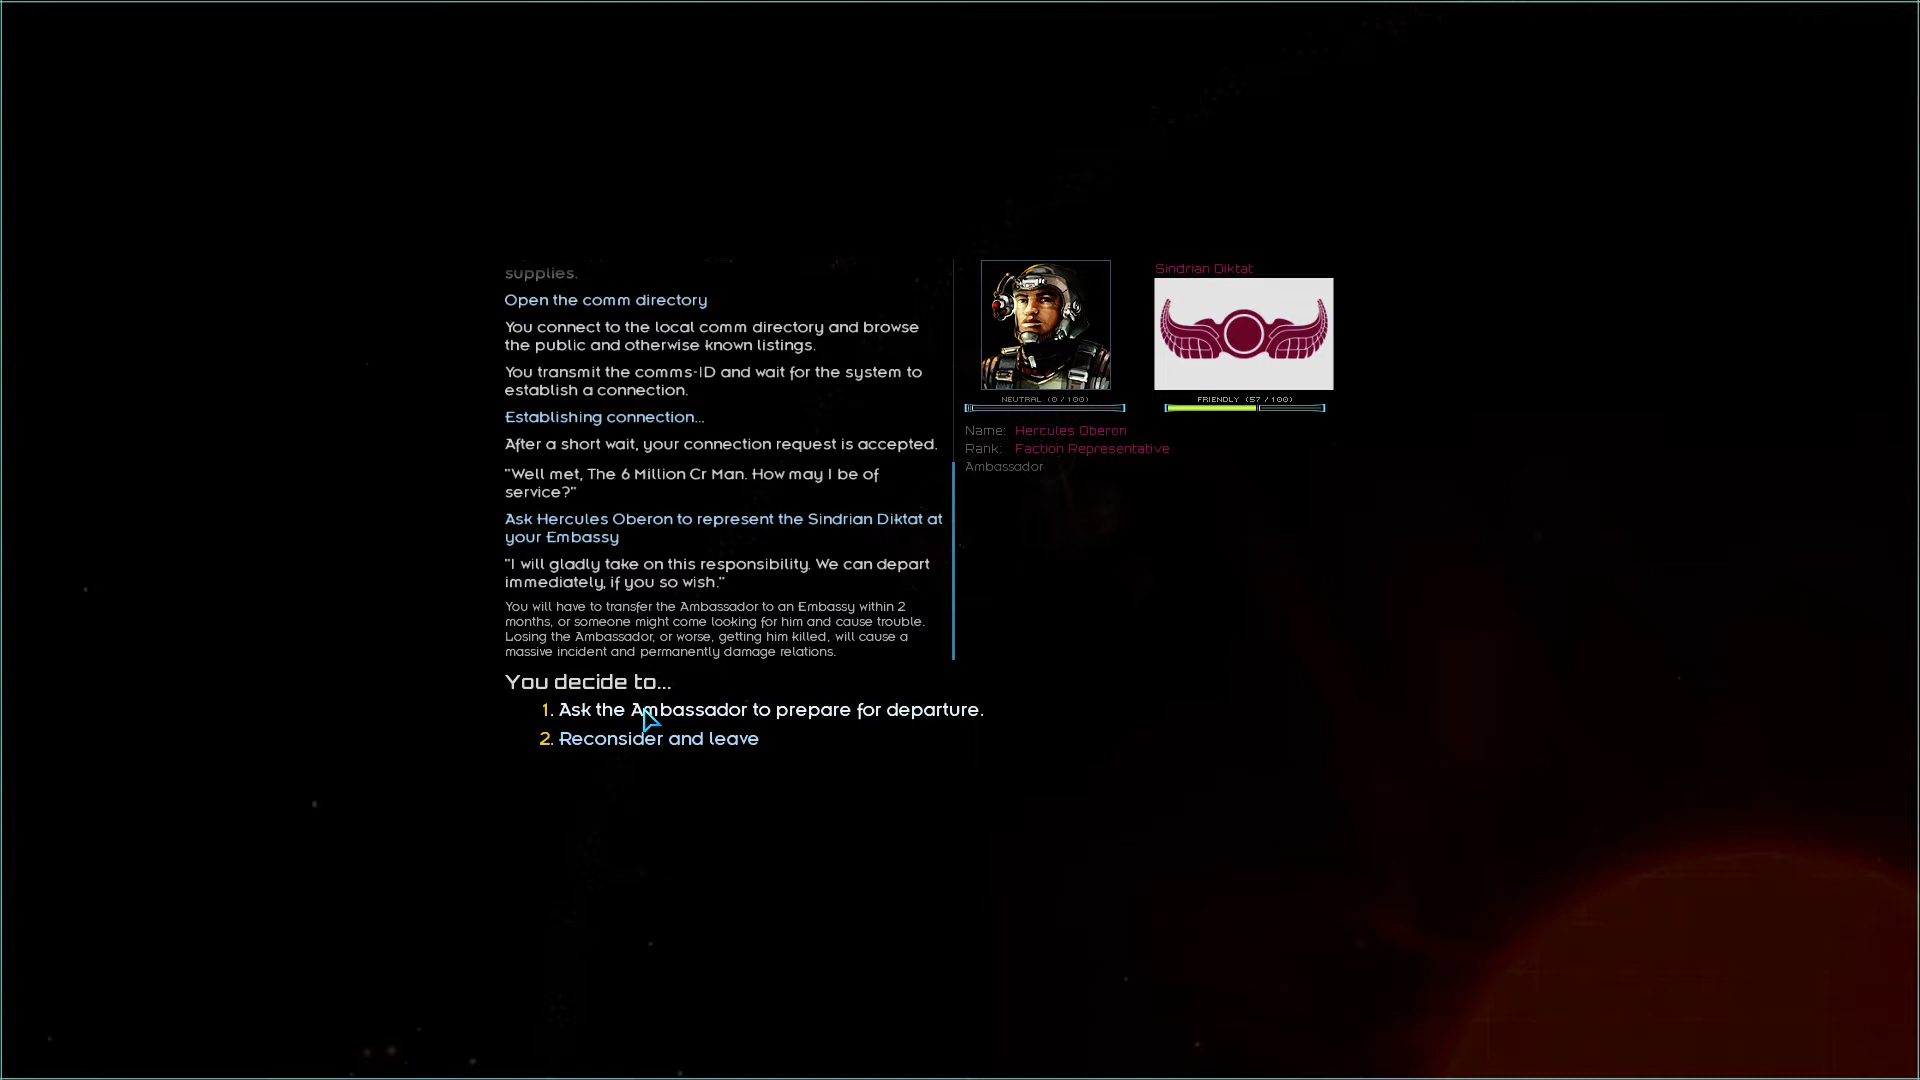 supplies.
Open the comm directory
You connect to the local comm directory and browse
the public and otherwise known listings.
You transmit the comms-ID and wait for the system to
establish a connection.
Establishing connection...
After a short wait, your connection request is accepted.
"Well met, The 6 Million Cr Man. How may I be of
service?"
Ask Hercules Oberon to represent the Sindrian Diktat at
your Embassy
"I will gladly take on this responsibility. We can depart
immediately, if you so wish."
You will have to transfer the Ambassador to an Embassy within 2
months, or someone might come looking for him and cause trouble.
Losing the Ambassador, or worse, getting him killed, will cause a
massive incident and permanently damage relations.
You decide to...
1. Ask the Ambassador to prepare for departure.
2. Reconsider and leave
NEUTRAL (0 / 100)
Name: Hercules Oberon
Rank: Faction Representative
Ambassador
Sindrian Diktat
FRIENDLY (57 / 100)